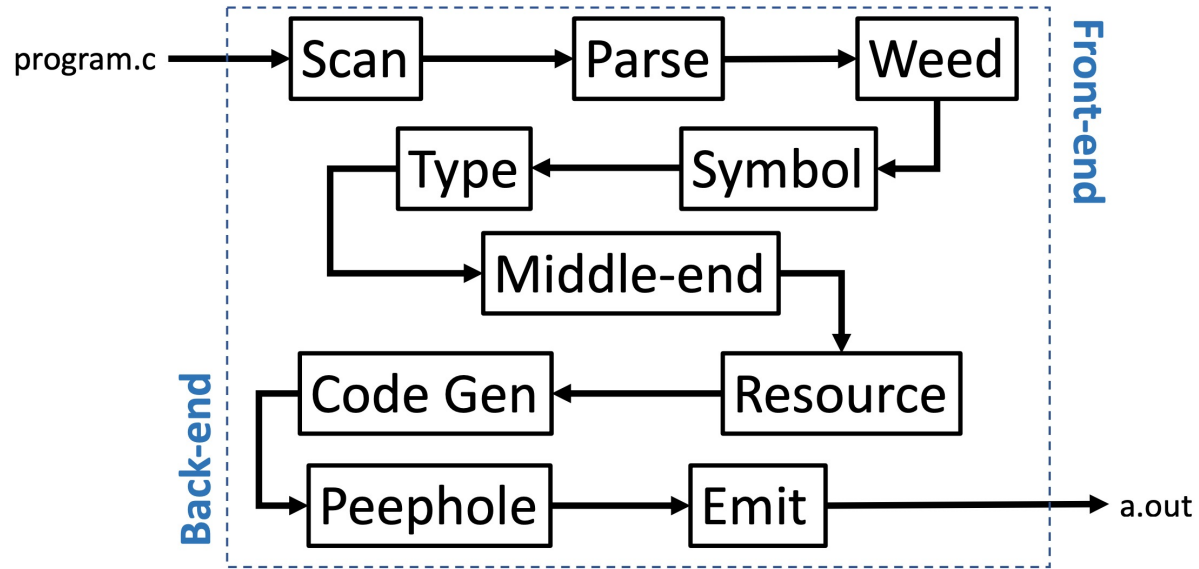 program.c
Scan
Parse
Weed
Front-end
Type
Symbol
Middle-end
Code Gen
Resource
Back-end
Peephole
Emit
a.out